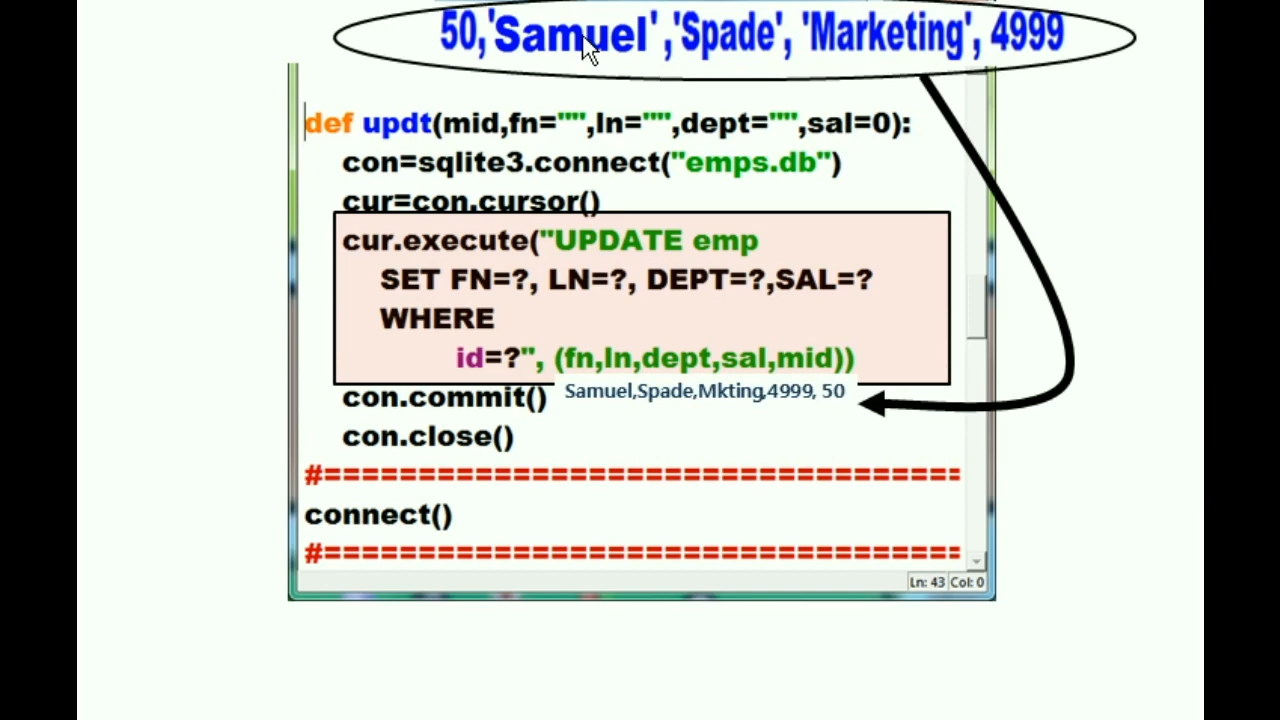 50,'Samuel ','Spade', 'Marketing', 4999
def updt(mid,fn="",ln="",dept="",sal=0):
con=sqlite3.connect("emps.db")
cur=con.cursor()
cur.execute("UPDATE emp
SET FN=?, LN=?, DEPT=?,SAL=?
WHERE
id=?", (fn,ln,dept,sal,mid))
Samuel,Spade,Mkting,4999, 50
con.commit()
con.close()
#==================================
connect()
#==================================
Ln: 43 Col: 0